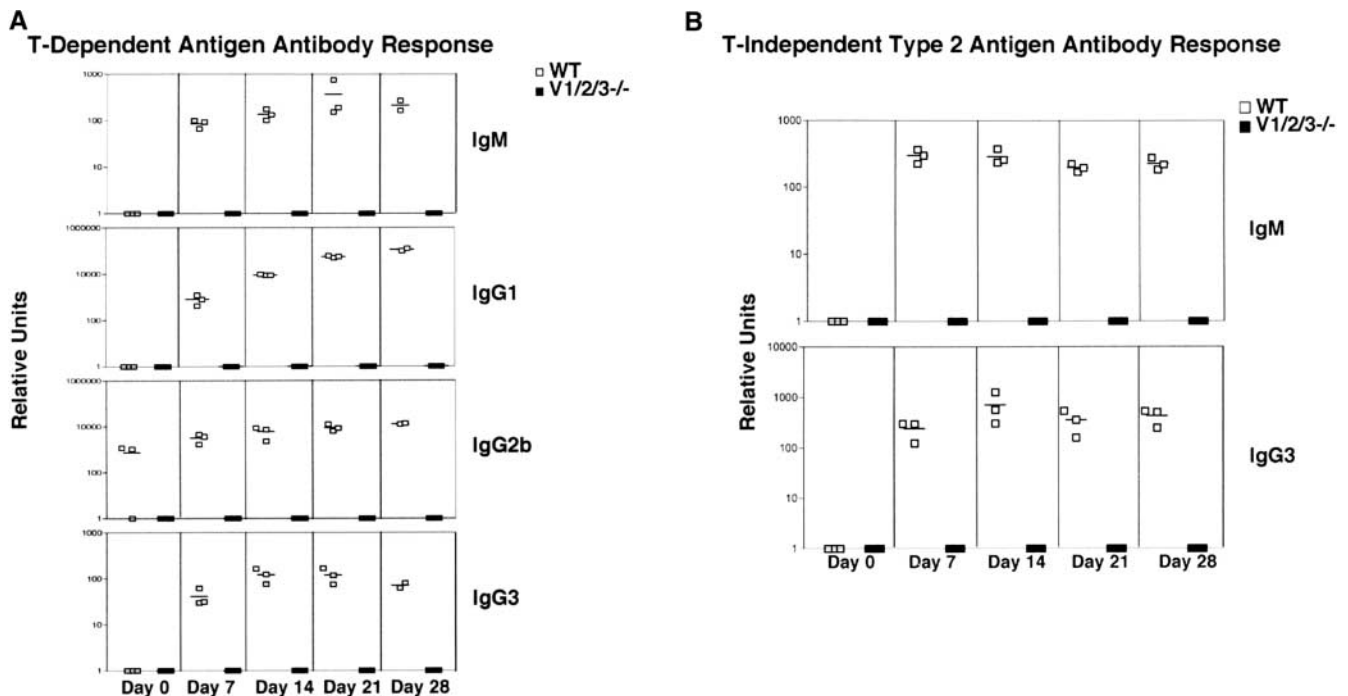 A
T-Dependent Antigen Antibody Response
WT
V1/2/3-/-
1000
100
10
1
IgM
1000000
10000
100
1
IgG1
1000000
10000
100
1
IgG2b
1000
100
10
1
IgG3
Relative Units
Day 0 Day 7 Day 14 Day 21 Day 28
B
T-Independent Type 2 Antigen Antibody Response
WT
V1/2/3-/-
1000
100
10
1
IgM
10000
1000
100
10
1
IgG3
Relative Units
Day 0 Day 7 Day 14 Day 21 Day 28